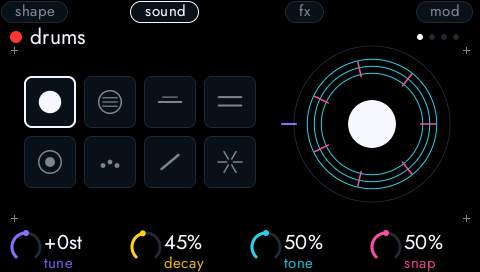 shape sound fx mod
drums
+0st 45% 50% 50%
tune decay tone snap